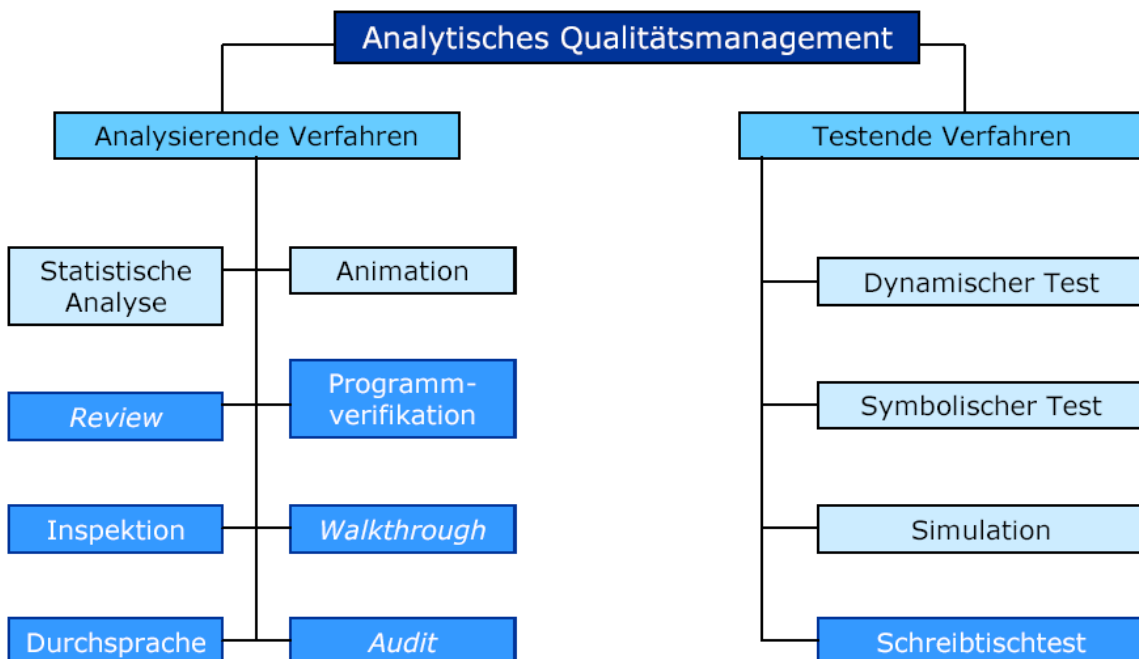 Analytisches Qualitätsmanagement
Analysierende Verfahren
Testende Verfahren
Statistische
Analyse
Animation
Dynamischer Test
Review
Programm-
verifikation
Symbolischer Test
Inspektion
Walkthrough
Simulation
Durchsprache
Audit
Schreibtischtest